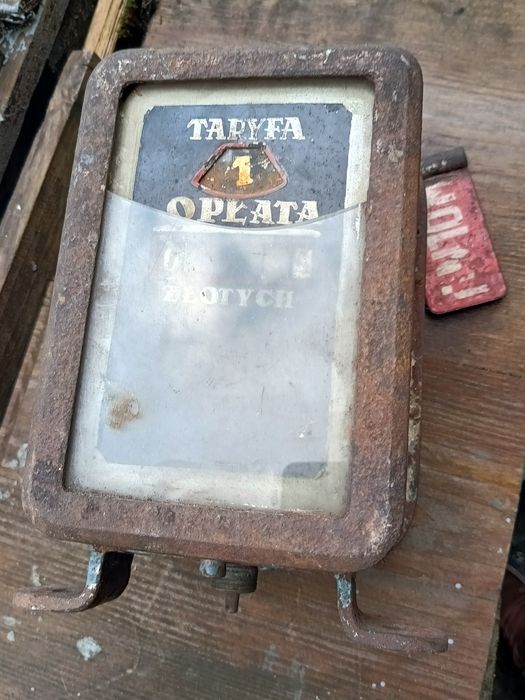 TARYFA
1
OPŁATA
ZŁOTYCH
WOLNY